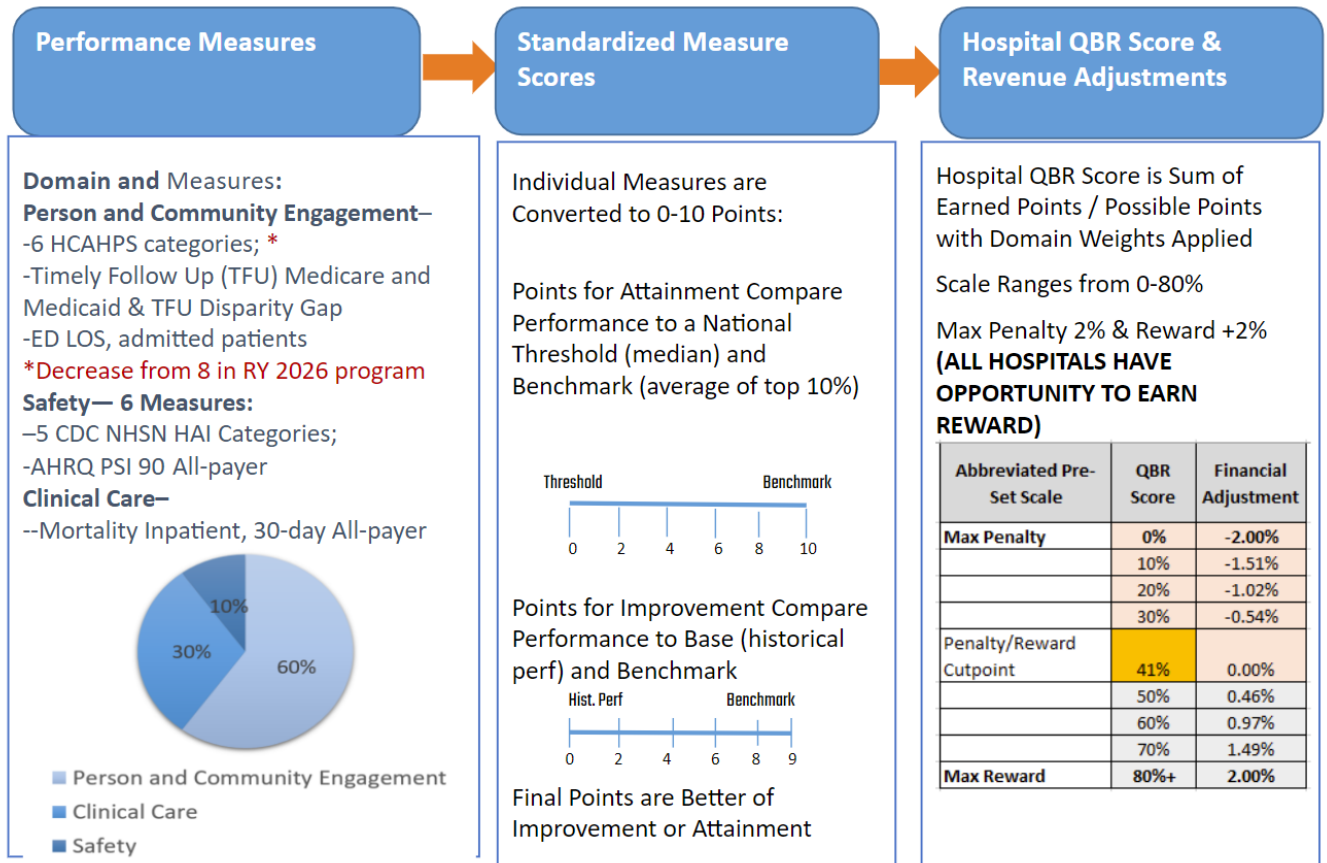 Performance Measures
Standardized Measure
Scores
Hospital QBR Score &
Revenue Adjustments
Domain and Measures:
Person and Community Engagement–
-6 HCAHPS categories; *
-Timely Follow Up (TFU) Medicare and
Medicaid & TFU Disparity Gap
-ED LOS, admitted patients
*Decrease from 8 in RY 2026 program
Safety— 6 Measures:
–5 CDC NHSN HAI Categories;
-AHRQ PSI 90 All-payer
Clinical Care–
--Mortality Inpatient, 30-day All-payer
10%
30%
60%
Person and Community Engagement
Clinical Care
Safety
Individual Measures are
Converted to 0-10 Points:
Points for Attainment Compare
Performance to a National
Threshold (median) and
Benchmark (average of top 10%)
Threshold Benchmark
0 2 4 6 8 10
Points for Improvement Compare
Performance to Base (historical
perf) and Benchmark
Hist. Perf Benchmark
0 2 4 6 8 9
Final Points are Better of
Improvement or Attainment
Hospital QBR Score is Sum of
Earned Points / Possible Points
with Domain Weights Applied
Scale Ranges from 0-80%
Max Penalty 2% & Reward +2%
(ALL HOSPITALS HAVE
OPPORTUNITY TO EARN
REWARD)
Abbreviated Pre-
Set Scale
QBR
Score
Financial
Adjustment
Max Penalty 0% -2.00%
10% -1.51%
20% -1.02%
30% -0.54%
Penalty/Reward
Cutpoint 41% 0.00%
50% 0.46%
60% 0.97%
70% 1.49%
Max Reward 80%+ 2.00%